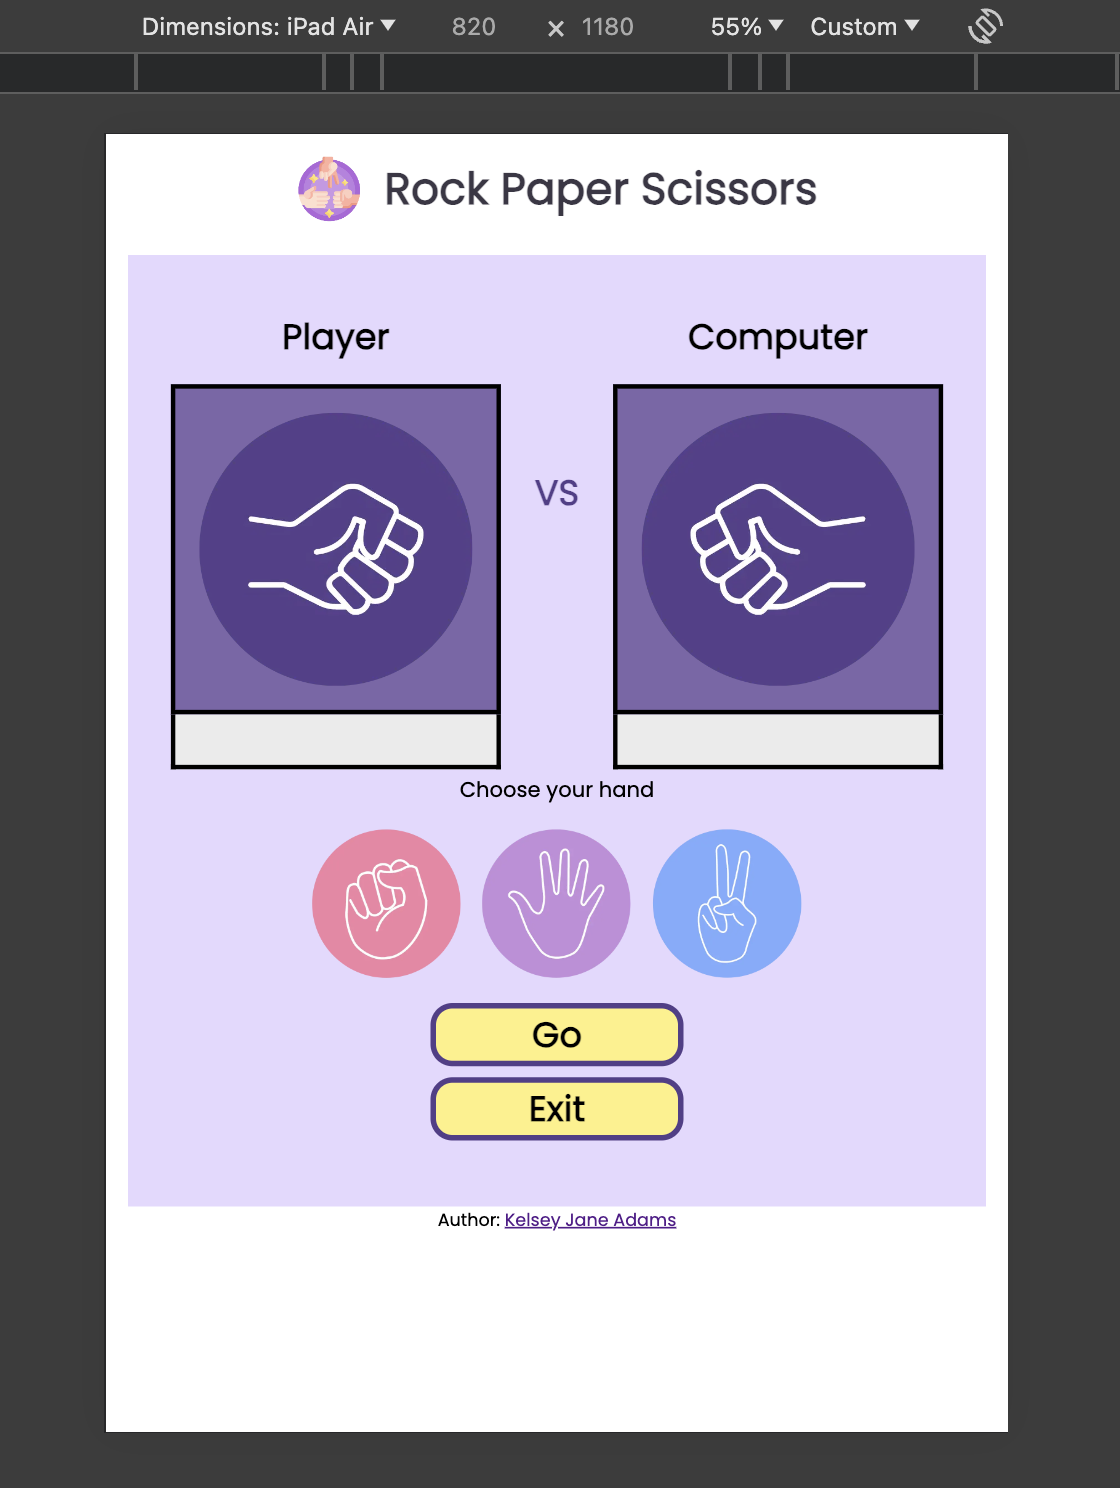 Dimensions: iPad Air 820 × 1180 55% Custom
Rock Paper Scissors
Player Computer
VS
Choose your hand
Go
Exit
Author: Kelsey Jane Adams